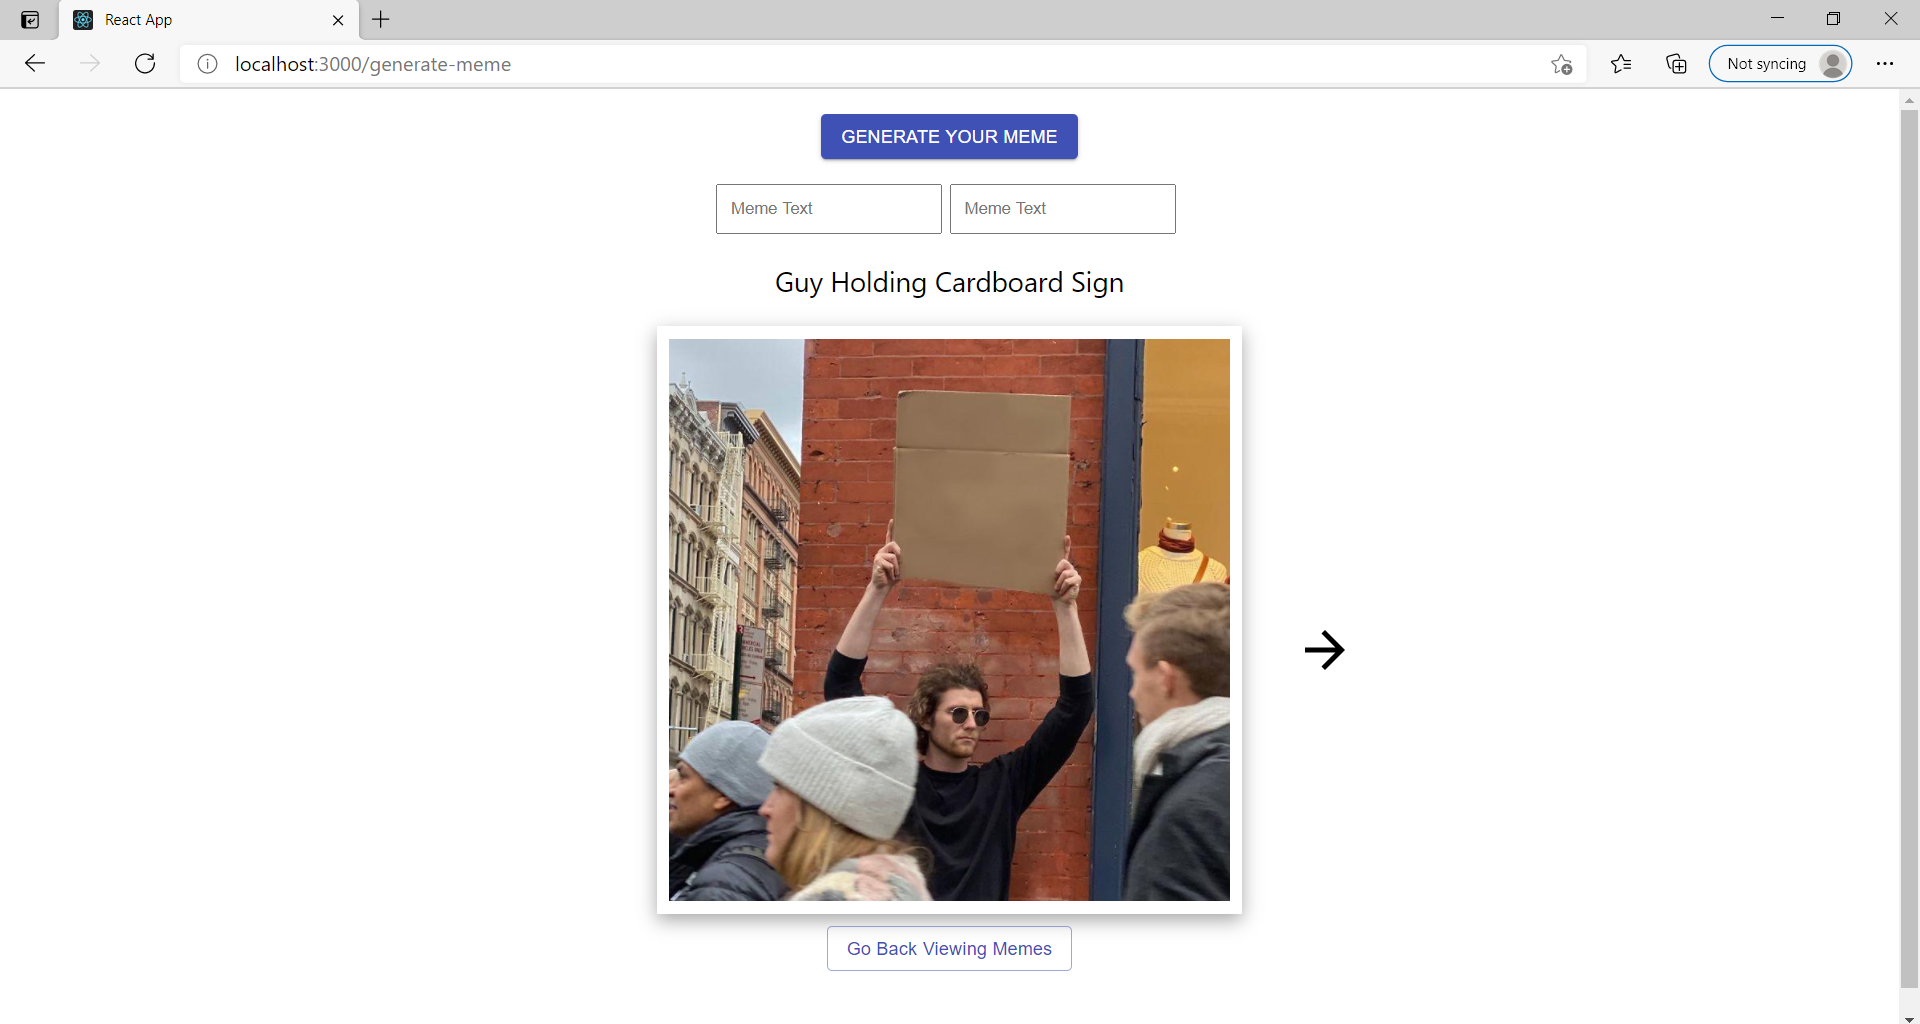 React App
localhost:3000/generate-meme
Not syncing
GENERATE YOUR MEME
Meme Text
Meme Text
Guy Holding Cardboard Sign
Go Back Viewing Memes